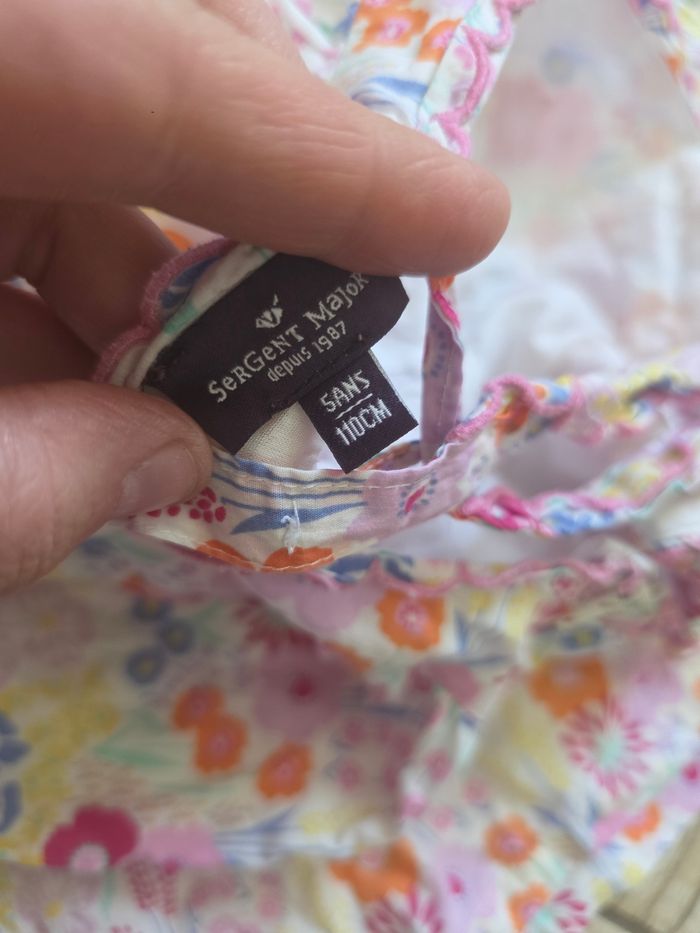 SerGeNT MaJoR
depuis 1987
5ANS
110CM